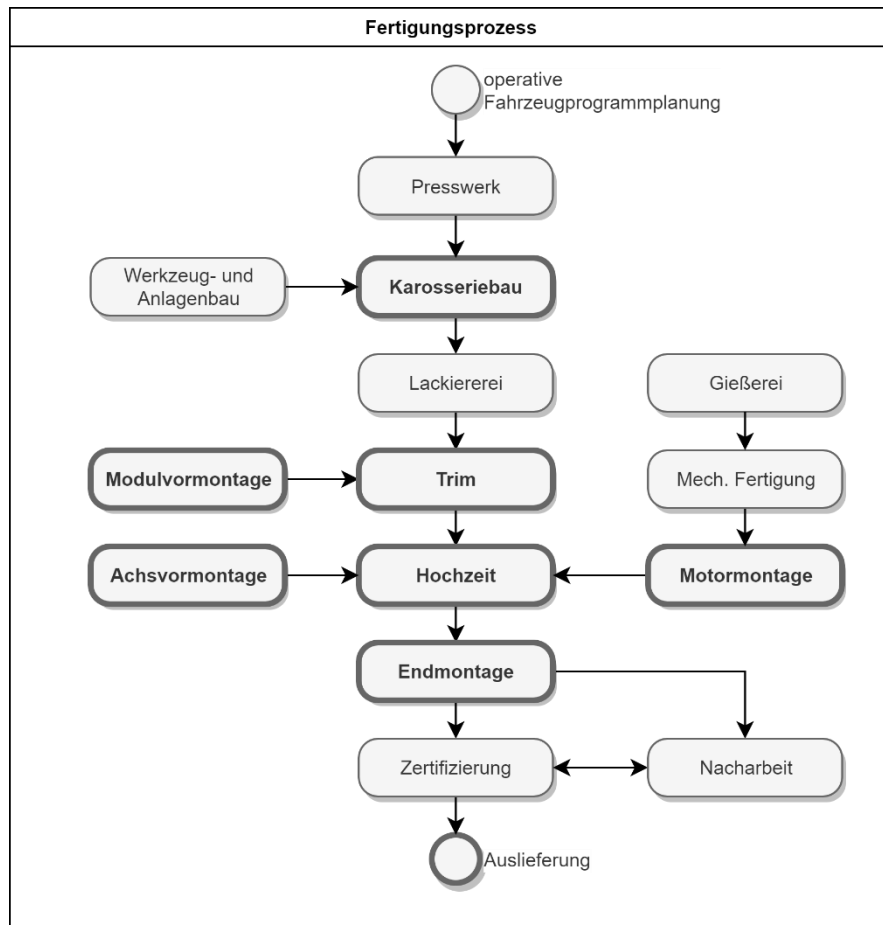 Fertigungsprozess
operative
Fahrzeugprogrammplanung
Presswerk
Werkzeug- und
Anlagenbau
Karosseriebau
Lackiererei
Gießerei
Modulvormontage
Trim
Mech. Fertigung
Achsvormontage
Hochzeit
Motormontage
Endmontage
Zertifizierung
Nacharbeit
Auslieferung